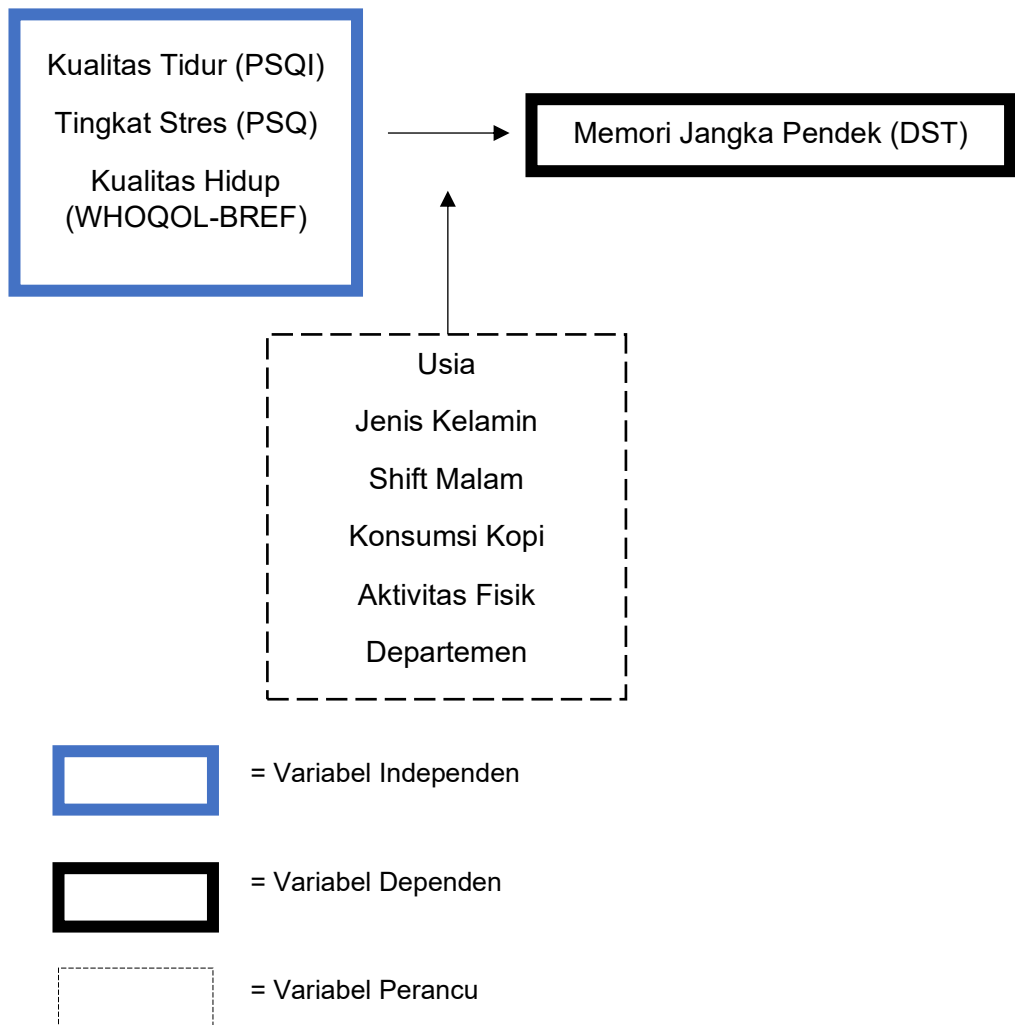 Kualitas Tidur (PSQI)
Tingkat Stres (PSQ)
Kualitas Hidup
(WHOQOL-BREF)
Memori Jangka Pendek (DST)
Usia
Jenis Kelamin
Shift Malam
Konsumsi Kopi
Aktivitas Fisik
Departemen
= Variabel Independen
= Variabel Dependen
= Variabel Perancu